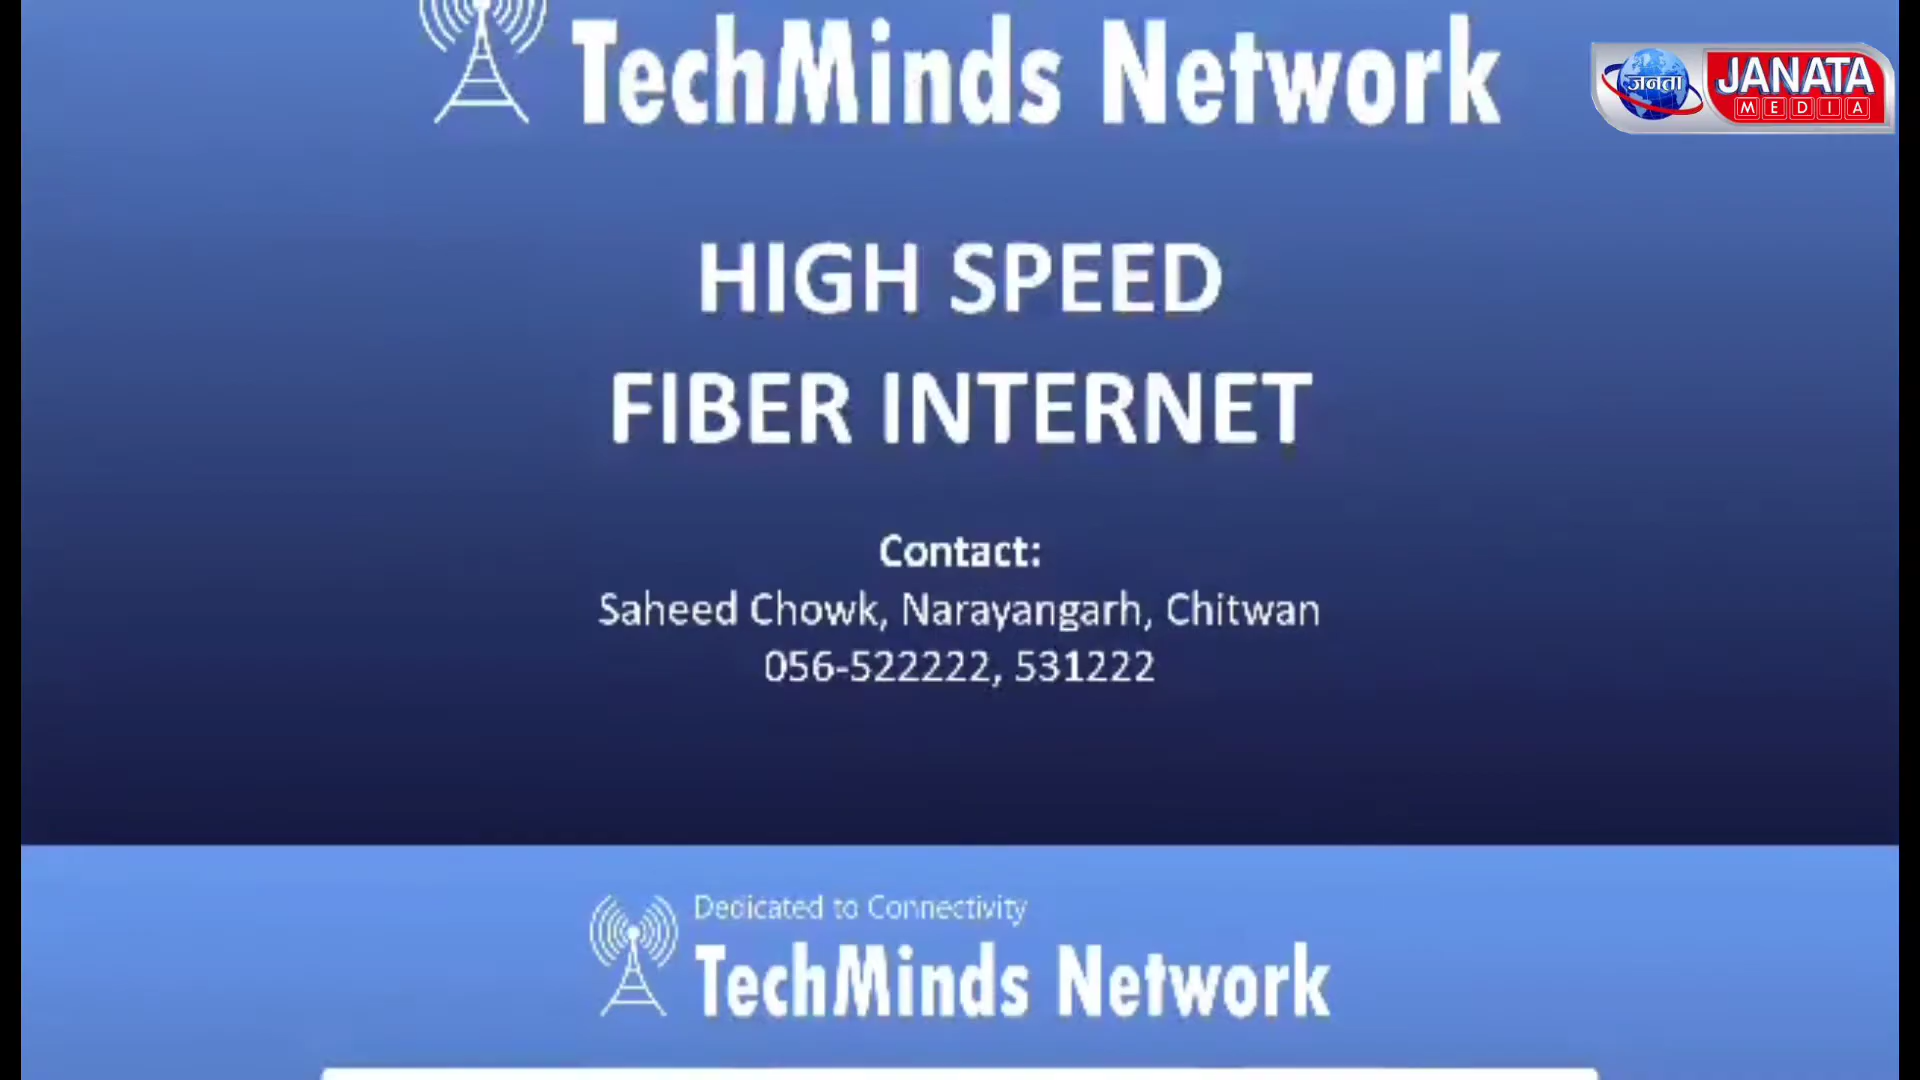 TechMinds Network
जनता
JANATA
MEDIA
HIGH SPEED
FIBER INTERNET
Contact:
Saheed Chowk, Narayangarh, Chitwan
056-522222, 531222
Dedicated to Connectivity
TechMinds Network